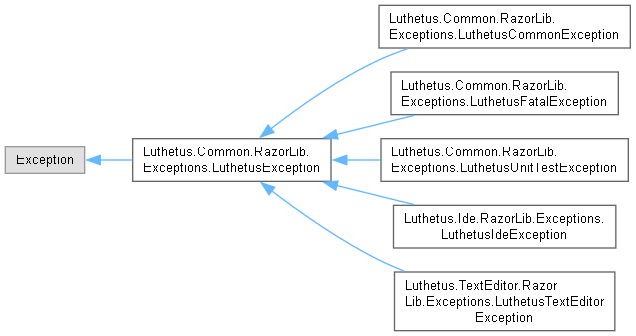 Luthetus.Common.RazorLib.
Exceptions.LuthetusCommonException
Luthetus.Common.RazorLib.
Exceptions.LuthetusFatalException
Exception
Luthetus.Common.RazorLib.
Exceptions.LuthetusException
Luthetus.Common.RazorLib.
Exceptions.LuthetusUnitTestException
Luthetus.Ide.RazorLib.Exceptions.
LuthetusIdeException
Luthetus.TextEditor.Razor
Lib.Exceptions.LuthetusTextEditor
Exception